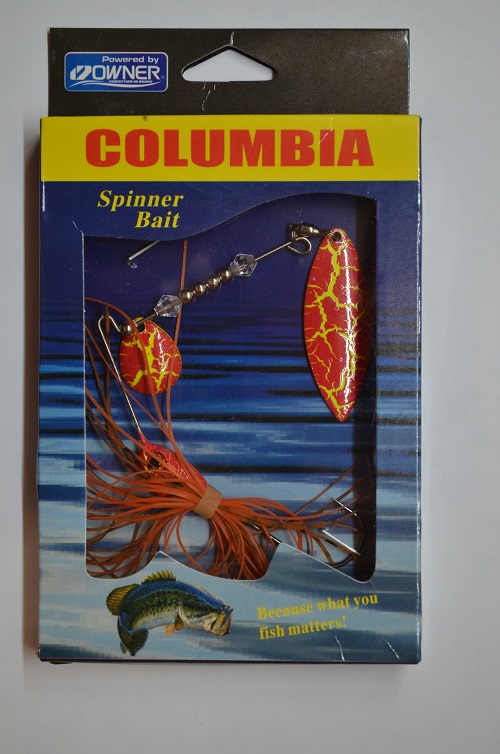 Powered by
OWNER
COLUMBIA
Spinner
Bait
Because what you
fish matters!